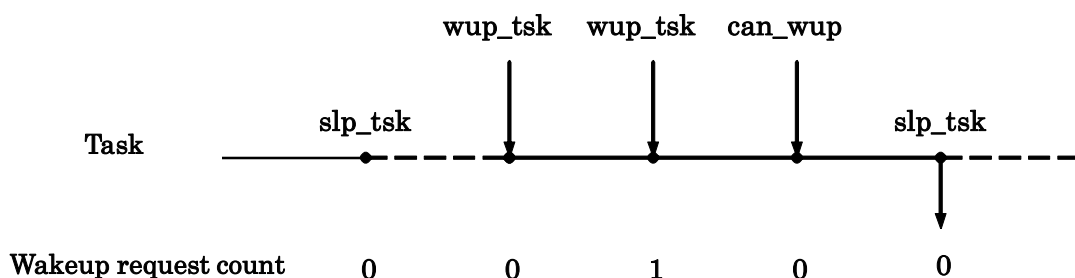 wup_tsk wup_tsk can_wup
slp_tsk slp_tsk
Task
Wakeup request count 0 0 1 0 0